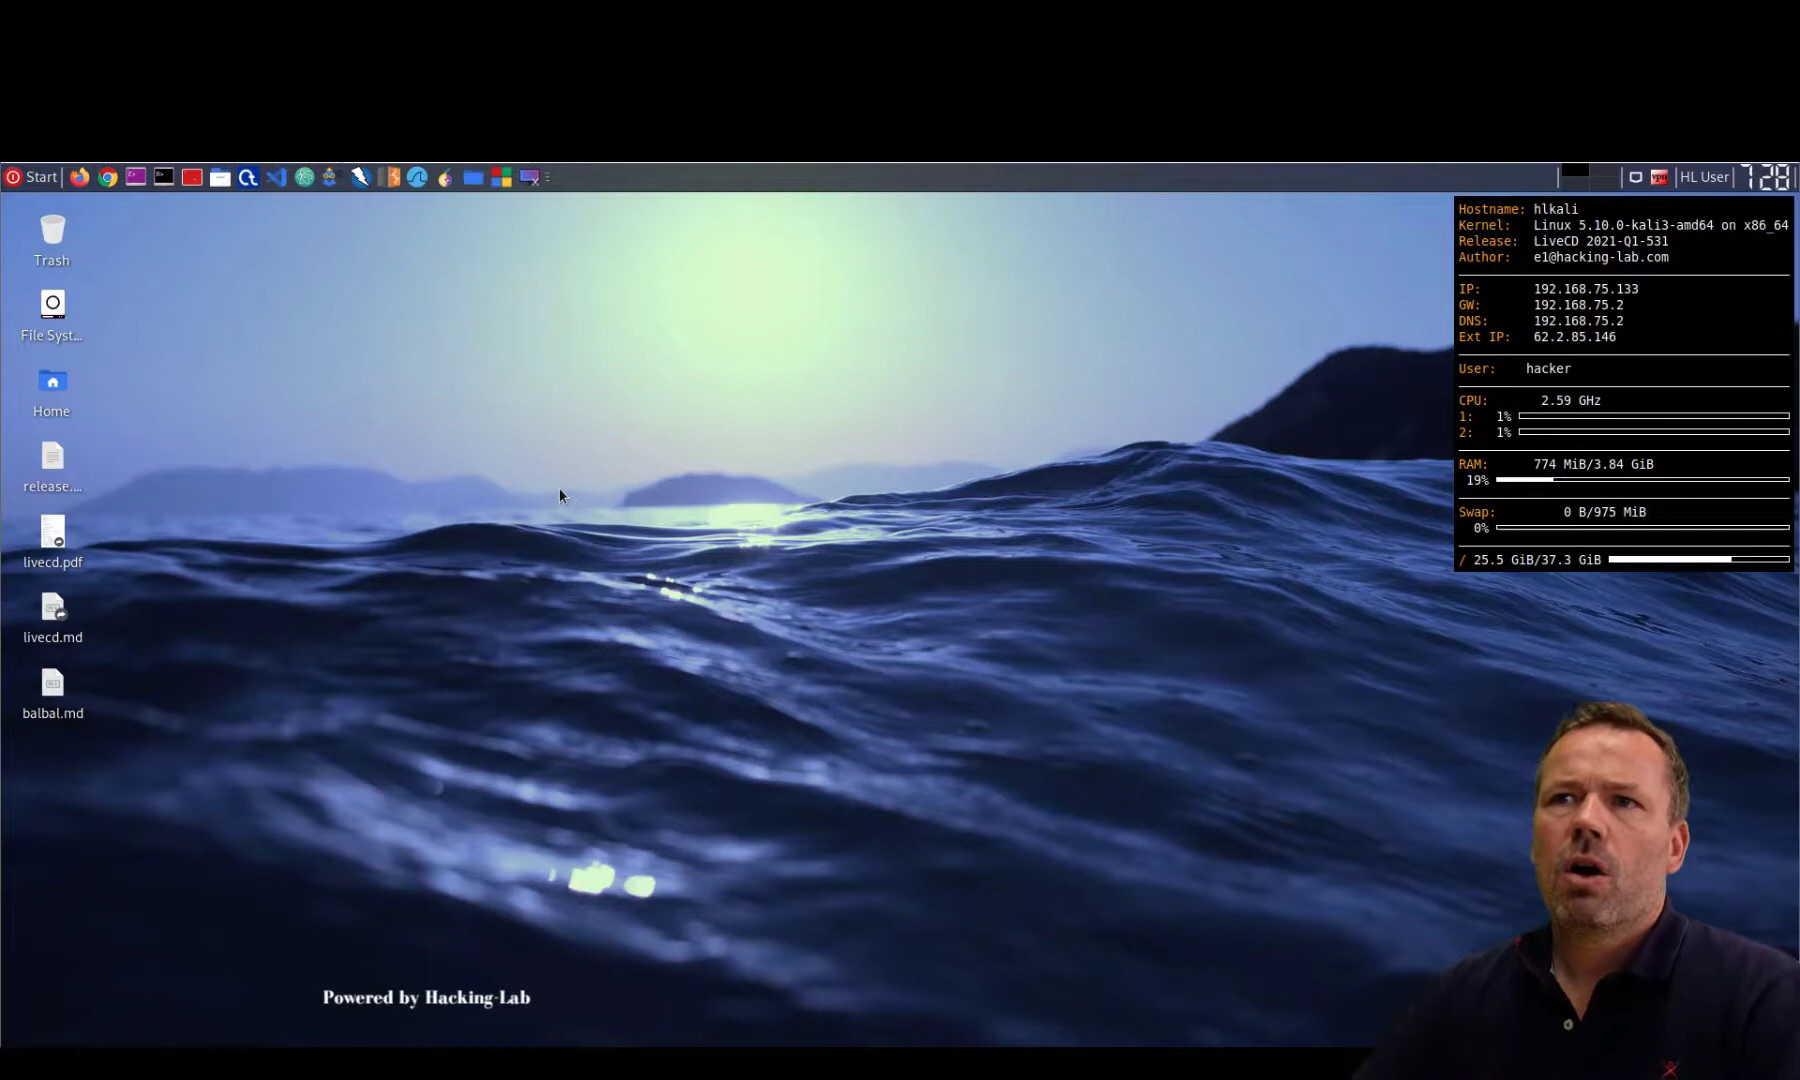 Start
HL User
7:28
Trash
File Syst...
Home
release....
livecd.pdf
livecd.md
balbal.md
Hostname: hlkali
Kernel: Linux 5.10.0-kali3-amd64 on x86_64
Release: LiveCD 2021-Q1-531
Author: e1@hacking-lab.com
IP: 192.168.75.133
GW: 192.168.75.2
DNS: 192.168.75.2
Ext IP: 62.2.85.146
User: hacker
CPU: 2.59 GHz
1: 1%
2: 1%
RAM: 774 MiB/3.84 GiB
19%
Swap: 0 B/975 MiB
0%
/ 25.5 GiB/37.3 GiB
Powered by Hacking-Lab